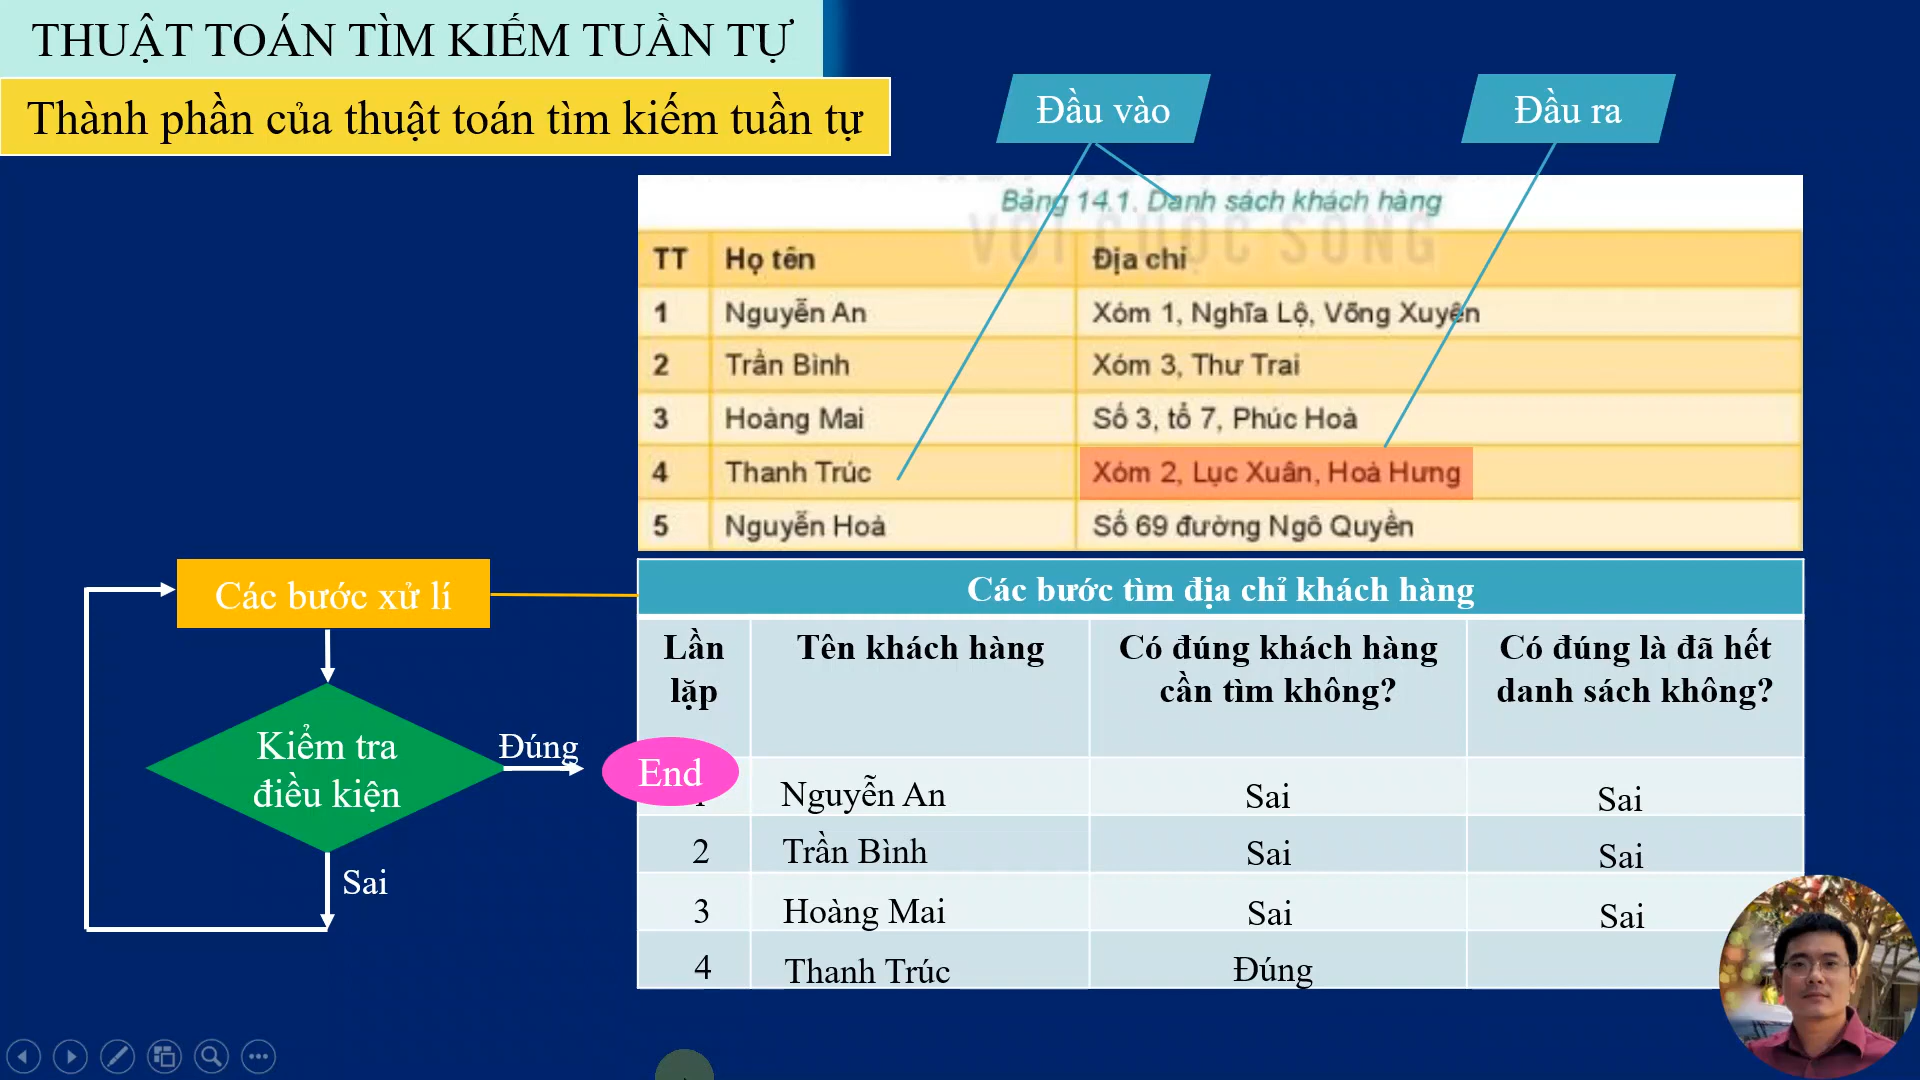 THUẬT TOÁN TÌM KIẾM TUẦN TỰ
Thành phần của thuật toán tìm kiếm tuần tự
Đầu vào
Đầu ra
Bảng 14.1. Danh sách khách hàng
VỚI CUỘC SỐNG
TT Họ tên Địa chỉ
1 Nguyễn An Xóm 1, Nghĩa Lộ, Võng Xuyên
2 Trần Bình Xóm 3, Thư Trai
3 Hoàng Mai Số 3, tổ 7, Phúc Hoà
4 Thanh Trúc Xóm 2, Lục Xuân, Hoà Hưng
5 Nguyễn Hoà Số 69 đường Ngô Quyền
Các bước xử lí
Kiểm tra
điều kiện
Đúng
End
Sai
Các bước tìm địa chỉ khách hàng
Lần lặp Tên khách hàng Có đúng khách hàng cần tìm không? Có đúng là đã hết danh sách không?
1 Nguyễn An Sai Sai
2 Trần Bình Sai Sai
3 Hoàng Mai Sai Sai
4 Thanh Trúc Đúng